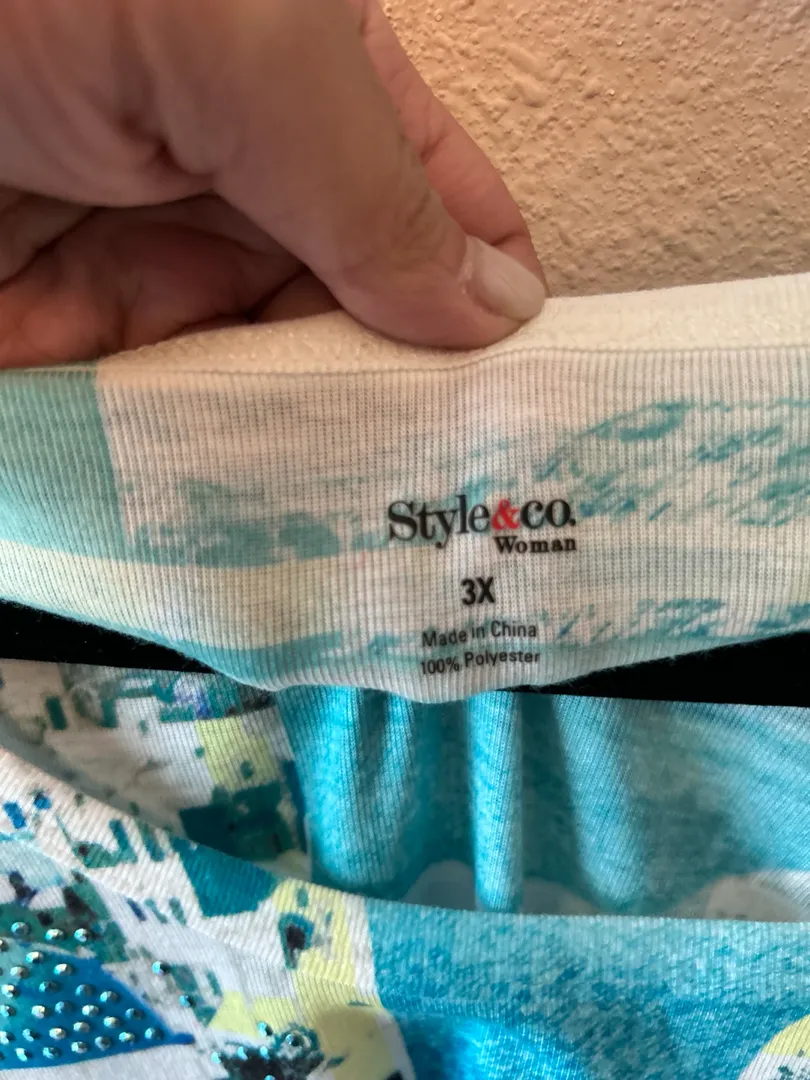 Style&co.
Woman
3X
Made in China
100% Polyester